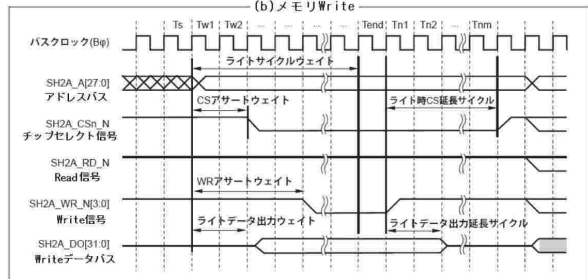 (b)メモリWrite
Ts Tw1 Tw2 ... ... ... ... Tend Tn1 Tn2 ... Tnm
バスクロック(Bφ)
ライトサイクルウェイト
SH2A_A[27:0]
アドレスバス
CSアサートウェイト
ライト時CS延長サイクル
SH2A_CSn_N
チップセレクト信号
SH2A_RD_N
Read信号
WRアサートウェイト
SH2A_WR_N[3:0]
Write信号
ライトデータ出力ウェイト
ライトデータ出力延長サイクル
SH2A_DO[31:0]
Writeデータバス